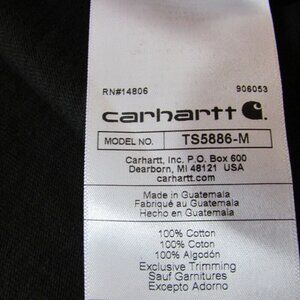 RN#14806 906053
carhartt
MODEL NO. TS5886-M
Carhartt, Inc. P.O. Box 600
Dearborn, MI 48121 USA
carhartt.com
Made in Guatemala
Fabriqué au Guatemala
Hecho en Guatemala
100% Cotton
100% Coton
100% Algodón
Exclusive Trimming
Sauf Garnitures
Excepto Adorno